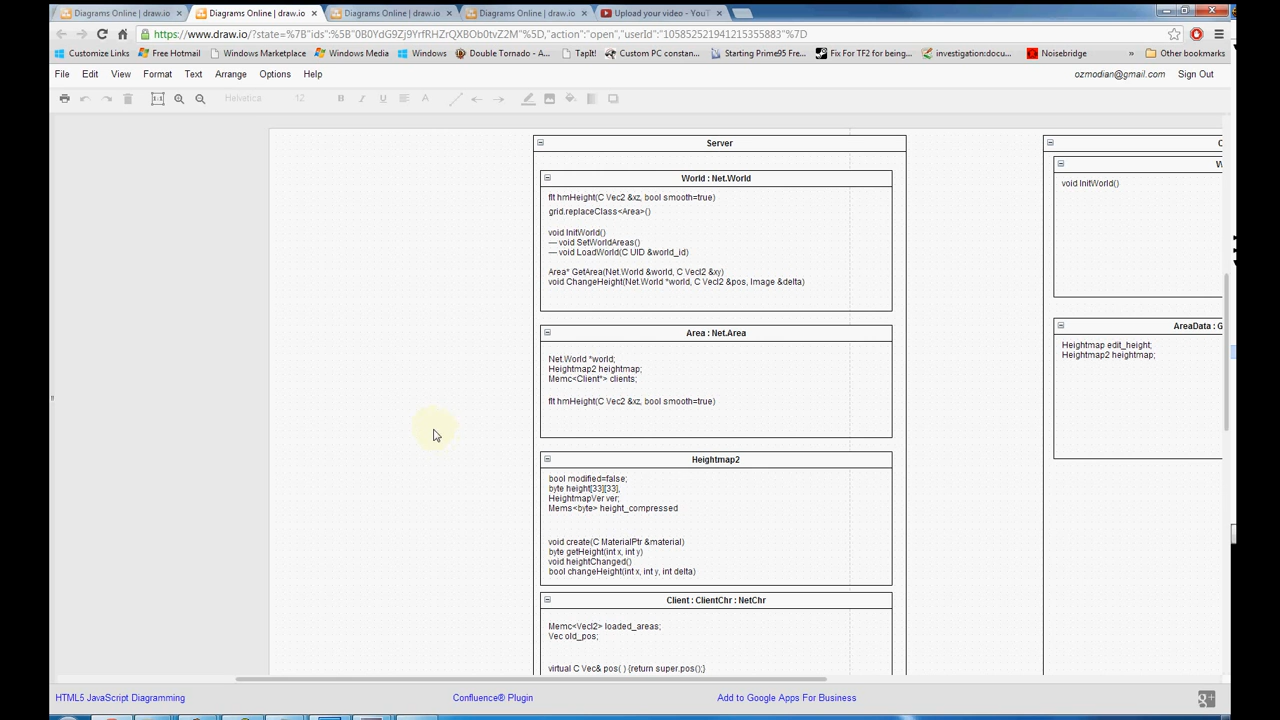 Diagrams Online | draw.io
Diagrams Online | draw.io
Diagrams Online | draw.io
Diagrams Online | draw.io
Upload your video - YouT
https://www.draw.io/?state=%7B"ids"%3A%5B"0B0YdG9Zj9YrfRHZrQXBOQTVtZ2M"%5D,"action":"open","userId":"105852521941215355883"%7D
Customize Links
Free Hotmail
Windows Marketplace
Windows Media
Windows
Double Tornado - A...
TapIt!
Custom PC constan...
Starting Prime95 an...
Fix For TF2 for being...
investigation:docu...
Noisebridge
»
Other bookmarks
File Edit View Format Text Arrange Options Help
ozmodian@gmail.com Sign Out
Helvetica 12 B I U A
Server
World : Net.World
flt hmHeight(C Vec2 &xz, bool smooth=true)
grid.replaceClass<Area>()
void InitWorld()
— void SetWorldAreas()
— void LoadWorld(C UID &world_id)
Area* GetArea(Net.World &world, C VecI2 &xy)
void ChangeHeight(Net.World *world, C VecI2 &pos, Image &delta)
Area : Net.Area
Net.World *world;
Heightmap2 heightmap;
Memc<Client*> clients;
flt hmHeight(C Vec2 &xz, bool smooth=true)
Heightmap2
bool modified=false;
byte height[33][33],
HeightmapVer ver;
Mems<byte> height_compressed
void create(C MaterialPtr &material)
byte getHeight(int x, int y)
void heightChanged()
bool changeHeight(int x, int y, int delta)
Client : ClientChr : NetChr
Memc<VecI2> loaded_areas;
Vec old_pos;
virtual C Vec& pos( ) {return super.pos();}
C
W
void InitWorld()
AreaData : G
Heightmap edit_height;
Heightmap2 heightmap;
HTML5 JavaScript Diagramming
Confluence® Plugin
Add to Google Apps For Business
g+